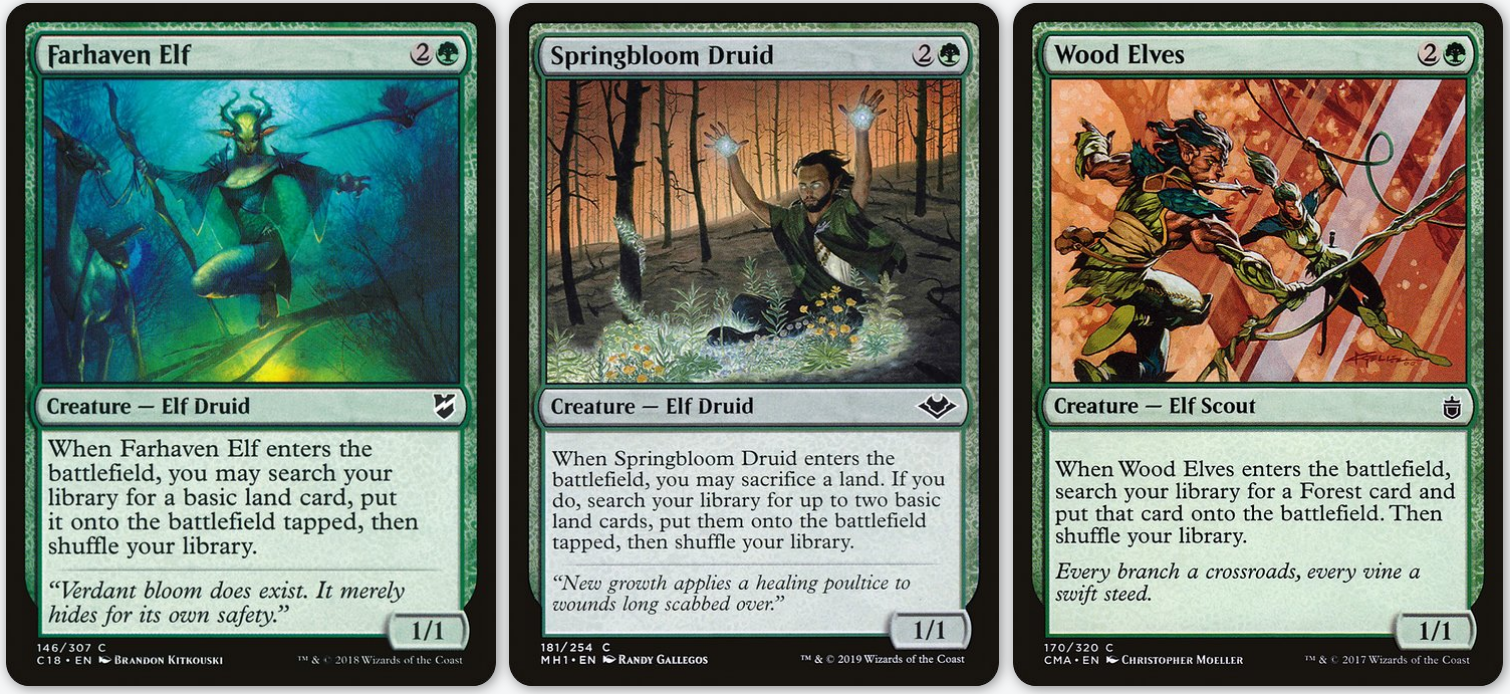 Farhaven Elf 2
Creature — Elf Druid
When Farhaven Elf enters the
battlefield, you may search your
library for a basic land card, put
it onto the battlefield tapped, then
shuffle your library.
“Verdant bloom does exist. It merely
hides for its own safety.”
1/1
146/307 C
C18 • EN BRANDON KITKOUSKI
™ & © 2018 Wizards of the Coast
Springbloom Druid 2
Creature — Elf Druid
When Springbloom Druid enters the
battlefield, you may sacrifice a land. If you
do, search your library for up to two basic
land cards, put them onto the battlefield
tapped, then shuffle your library.
“New growth applies a healing poultice to
wounds long scabbed over.”
1/1
181/254 C
MH1 • EN RANDY GALLEGOS
™ & © 2019 Wizards of the Coast
Wood Elves 2
Creature — Elf Scout
When Wood Elves enters the battlefield,
search your library for a Forest card and
put that card onto the battlefield. Then
shuffle your library.
Every branch a crossroads, every vine a
swift steed.
1/1
170/320 C
CMA • EN CHRISTOPHER MOELLER
™ & © 2017 Wizards of the Coast